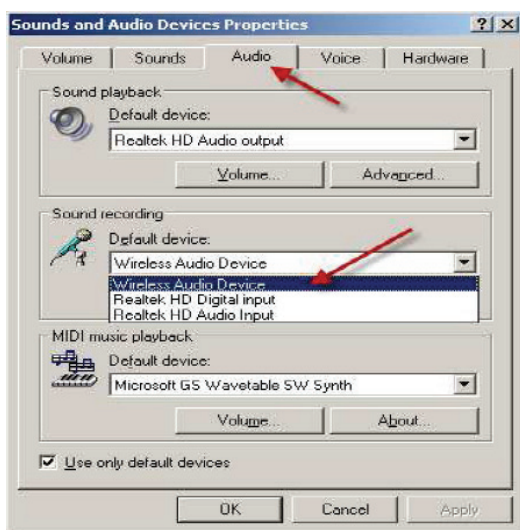 Sounds and Audio Devices Properties
Volume
Sounds
Audio
Voice
Hardware
Sound playback
Default device:
Realtek HD Audio output
Volume...
Advanced...
Sound recording
Default device:
Wireless Audio Device
Wireless Audio Device
Realtek HD Digital input
Realtek HD Audio Input
MIDI music playback
Default device:
Microsoft GS Wavetable SW Synth
Volume...
About...
Use only default devices
OK
Cancel
Apply